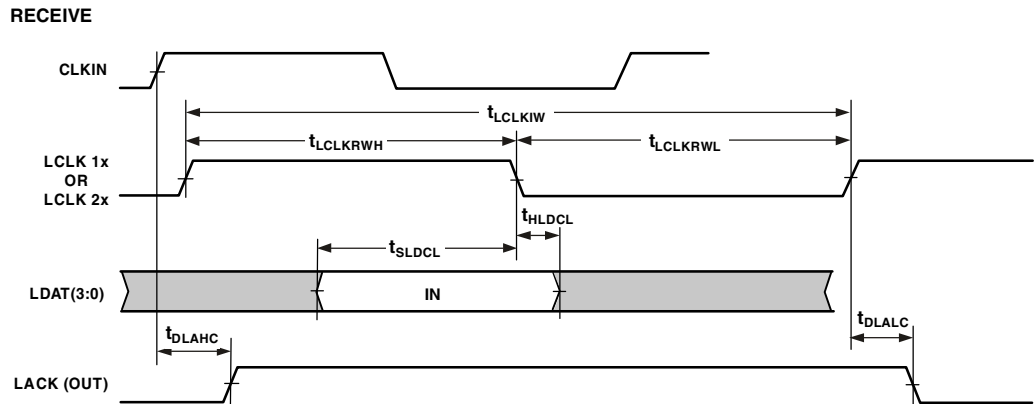 RECEIVE
CLKIN
tLCLKIW
tLCLKRWH
tLCLKRWL
LCLK 1x
OR
LCLK 2x
tHLDCL
tSLDCL
LDAT(3:0)
IN
tDLAHC
tDLALC
LACK (OUT)